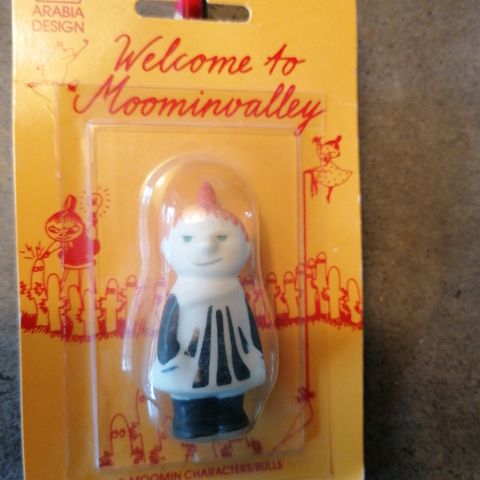 ARABIA
DESIGN
Welcome to
Moominvalley
MOOMIN CHARACTERS/BULLS